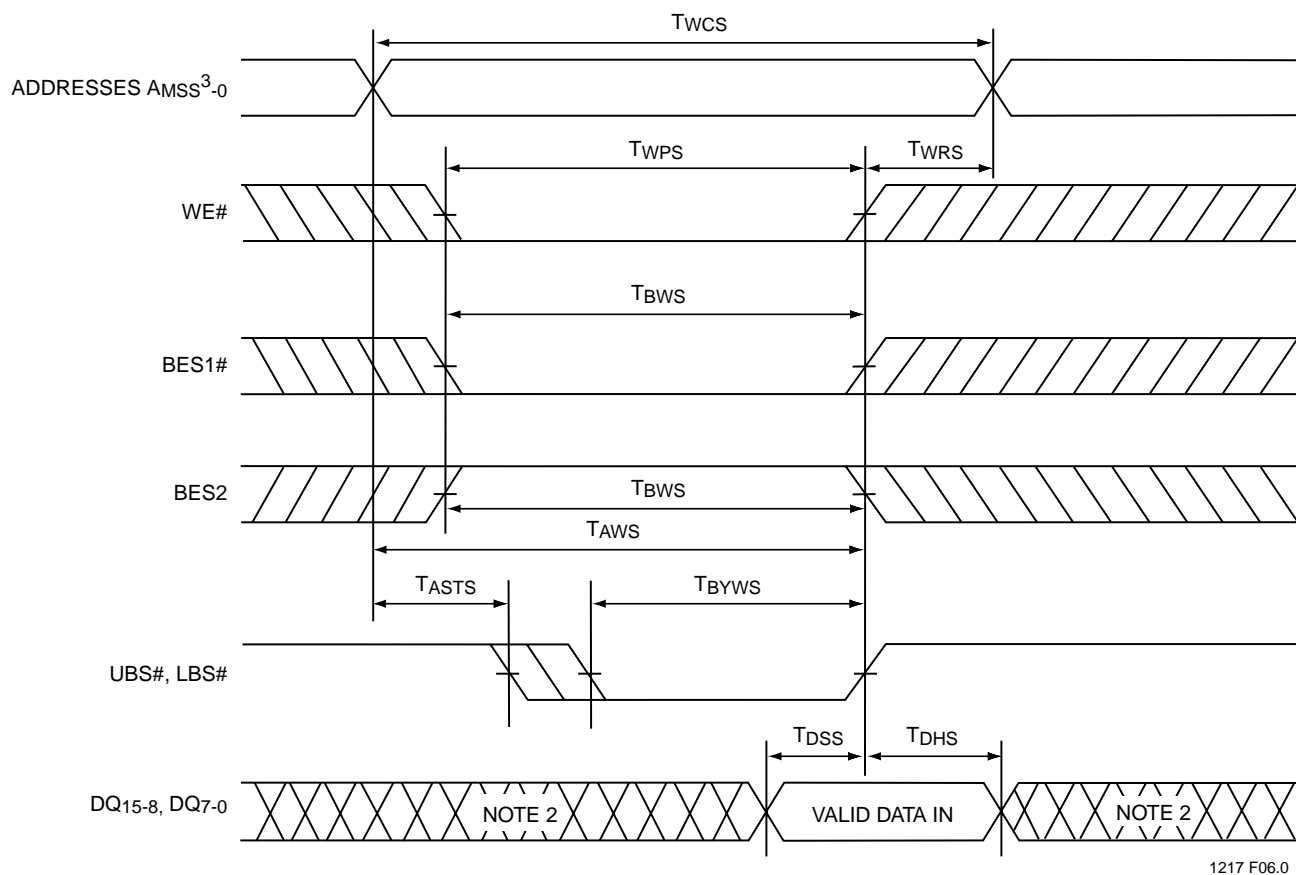 TWCS
ADDRESSES AMSS3-0
TWPS
TWRS
WE#
TBWS
BES1#
BES2
TBWS
TAWS
TASTS
TBYWS
UBS#, LBS#
TDSS
TDHS
DQ15-8, DQ7-0
NOTE 2
VALID DATA IN
NOTE 2
1217 F06.0